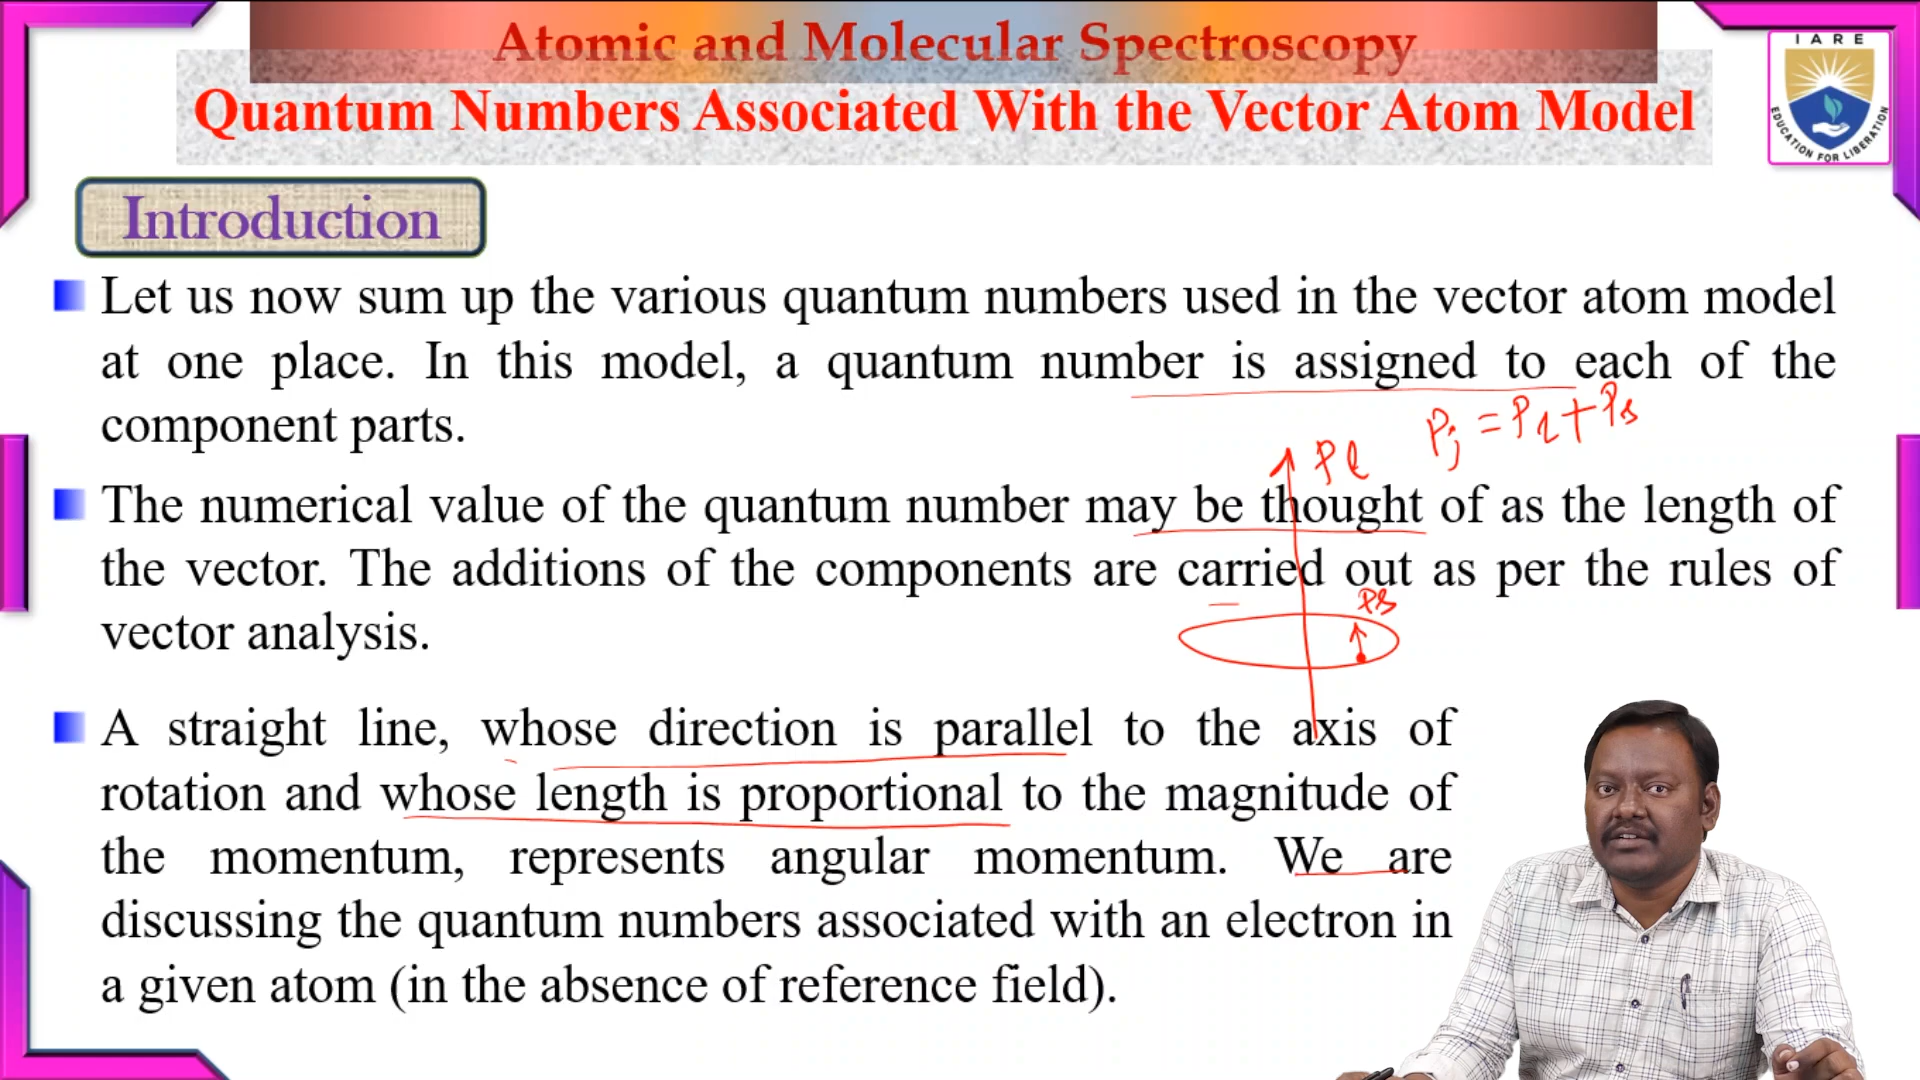 Atomic and Molecular Spectroscopy
Quantum Numbers Associated With the Vector Atom Model
IARE
EDUCATION FOR LIBERATION
Introduction
Let us now sum up the various quantum numbers used in the vector atom model
at one place. In this model, a quantum number is assigned to each of the
component parts.
Pj = Pl + Ps
Pl
The numerical value of the quantum number may be thought of as the length of
the vector. The additions of the components are carried out as per the rules of
Ps
vector analysis.
A straight line, whose direction is parallel to the axis of
rotation and whose length is proportional to the magnitude of
the momentum, represents angular momentum. We are
discussing the quantum numbers associated with an electron in
a given atom (in the absence of reference field).